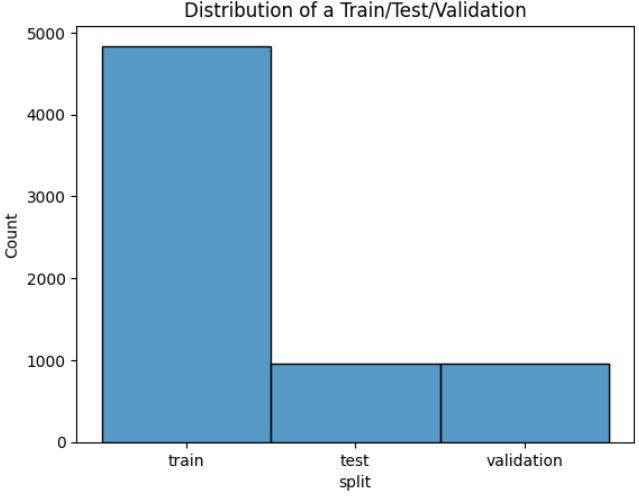 Distribution of a Train/Test/Validation
5000
4000
3000
2000
1000
0
Count
train test validation
split